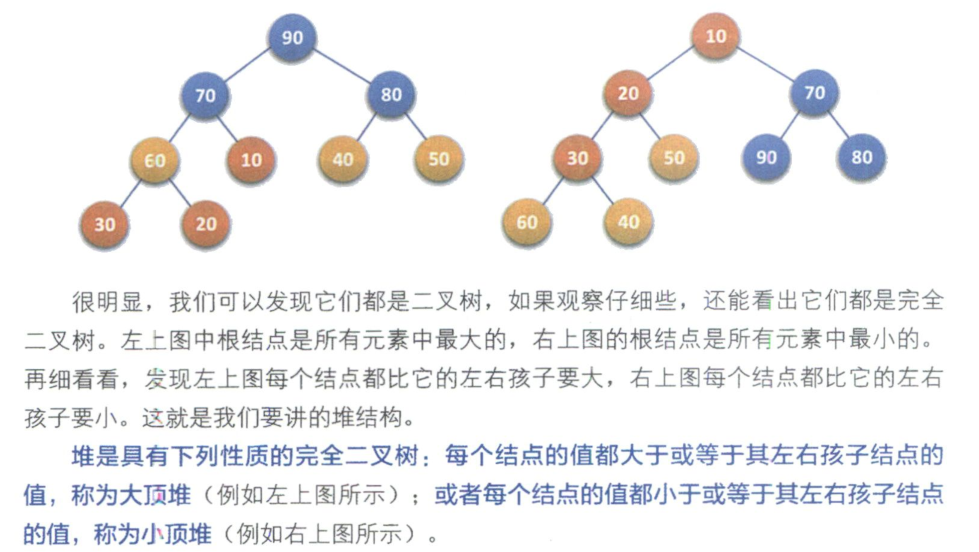 90
10
70
80
20
70
60
10
40
50
30
50
90
80
30
20
60
40
很明显，我们可以发现它们都是二叉树，如果观察仔细些，还能看出它们都是完全
二叉树。左上图中根结点是所有元素中最大的，右上图的根结点是所有元素中最小的。
再细看看，发现左上图每个结点都比它的左右孩子要大，右上图每个结点都比它的左右
孩子要小。这就是我们要讲的堆结构。
堆是具有下列性质的完全二叉树：每个结点的值都大于或等于其左右孩子结点的
值，称为大顶堆（例如左上图所示）；或者每个结点的值都小于或等于其左右孩子结点
的值，称为小顶堆（例如右上图所示）。